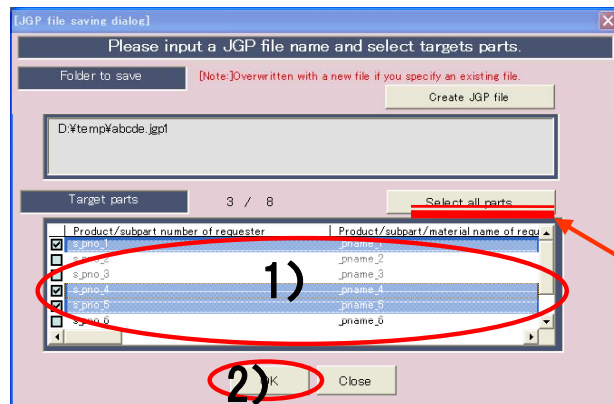 [JGP file saving dialog]
Please input a JGP file name and select targets parts.
Folder to save
[Note:]Overwritten with a new file if you specify an existing file.
Create JGP file
D:¥temp¥abcde.jgp1
Target parts
3 / 8
Select all parts
Product/subpart number of requester
Product/subpart/material name of requ
s_pno_1
_pname_1
s_pno_2
_pname_2
s_pno_3
_pname_3
s_pno_4
_pname_4
s_pno_5
_pname_5
s_pno_6
_pname_6
1)
2)
OK
Close